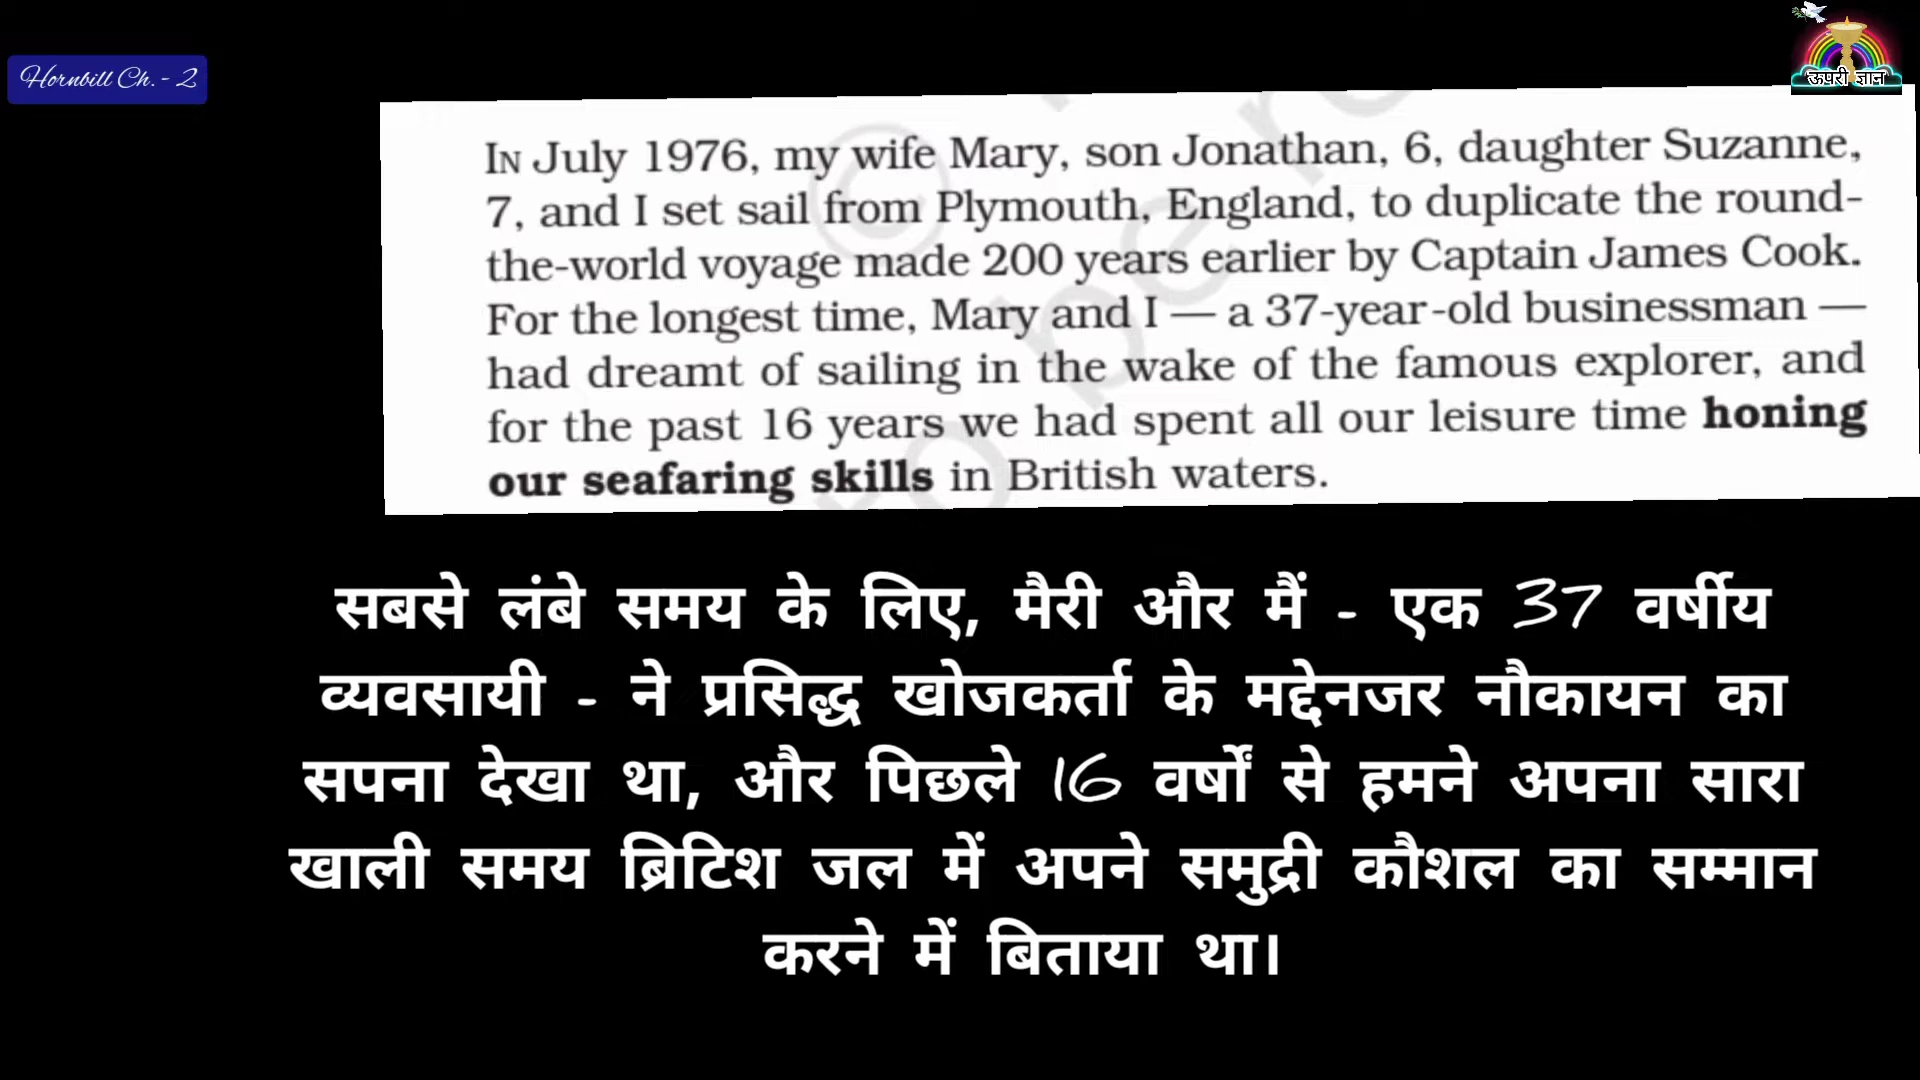 Hornbill Ch. - 2
ऊपरी ज्ञान
IN July 1976, my wife Mary, son Jonathan, 6, daughter Suzanne,
7, and I set sail from Plymouth, England, to duplicate the round-
the-world voyage made 200 years earlier by Captain James Cook.
For the longest time, Mary and I — a 37-year-old businessman —
had dreamt of sailing in the wake of the famous explorer, and
for the past 16 years we had spent all our leisure time honing
our seafaring skills in British waters.
सबसे लंबे समय के लिए, मैरी और मैं - एक 37 वर्षीय
व्यवसायी - ने प्रसिद्ध खोजकर्ता के मद्देनजर नौकायन का
सपना देखा था, और पिछले 16 वर्षों से हमने अपना सारा
खाली समय ब्रिटिश जल में अपने समुद्री कौशल का सम्मान
करने में बिताया था।